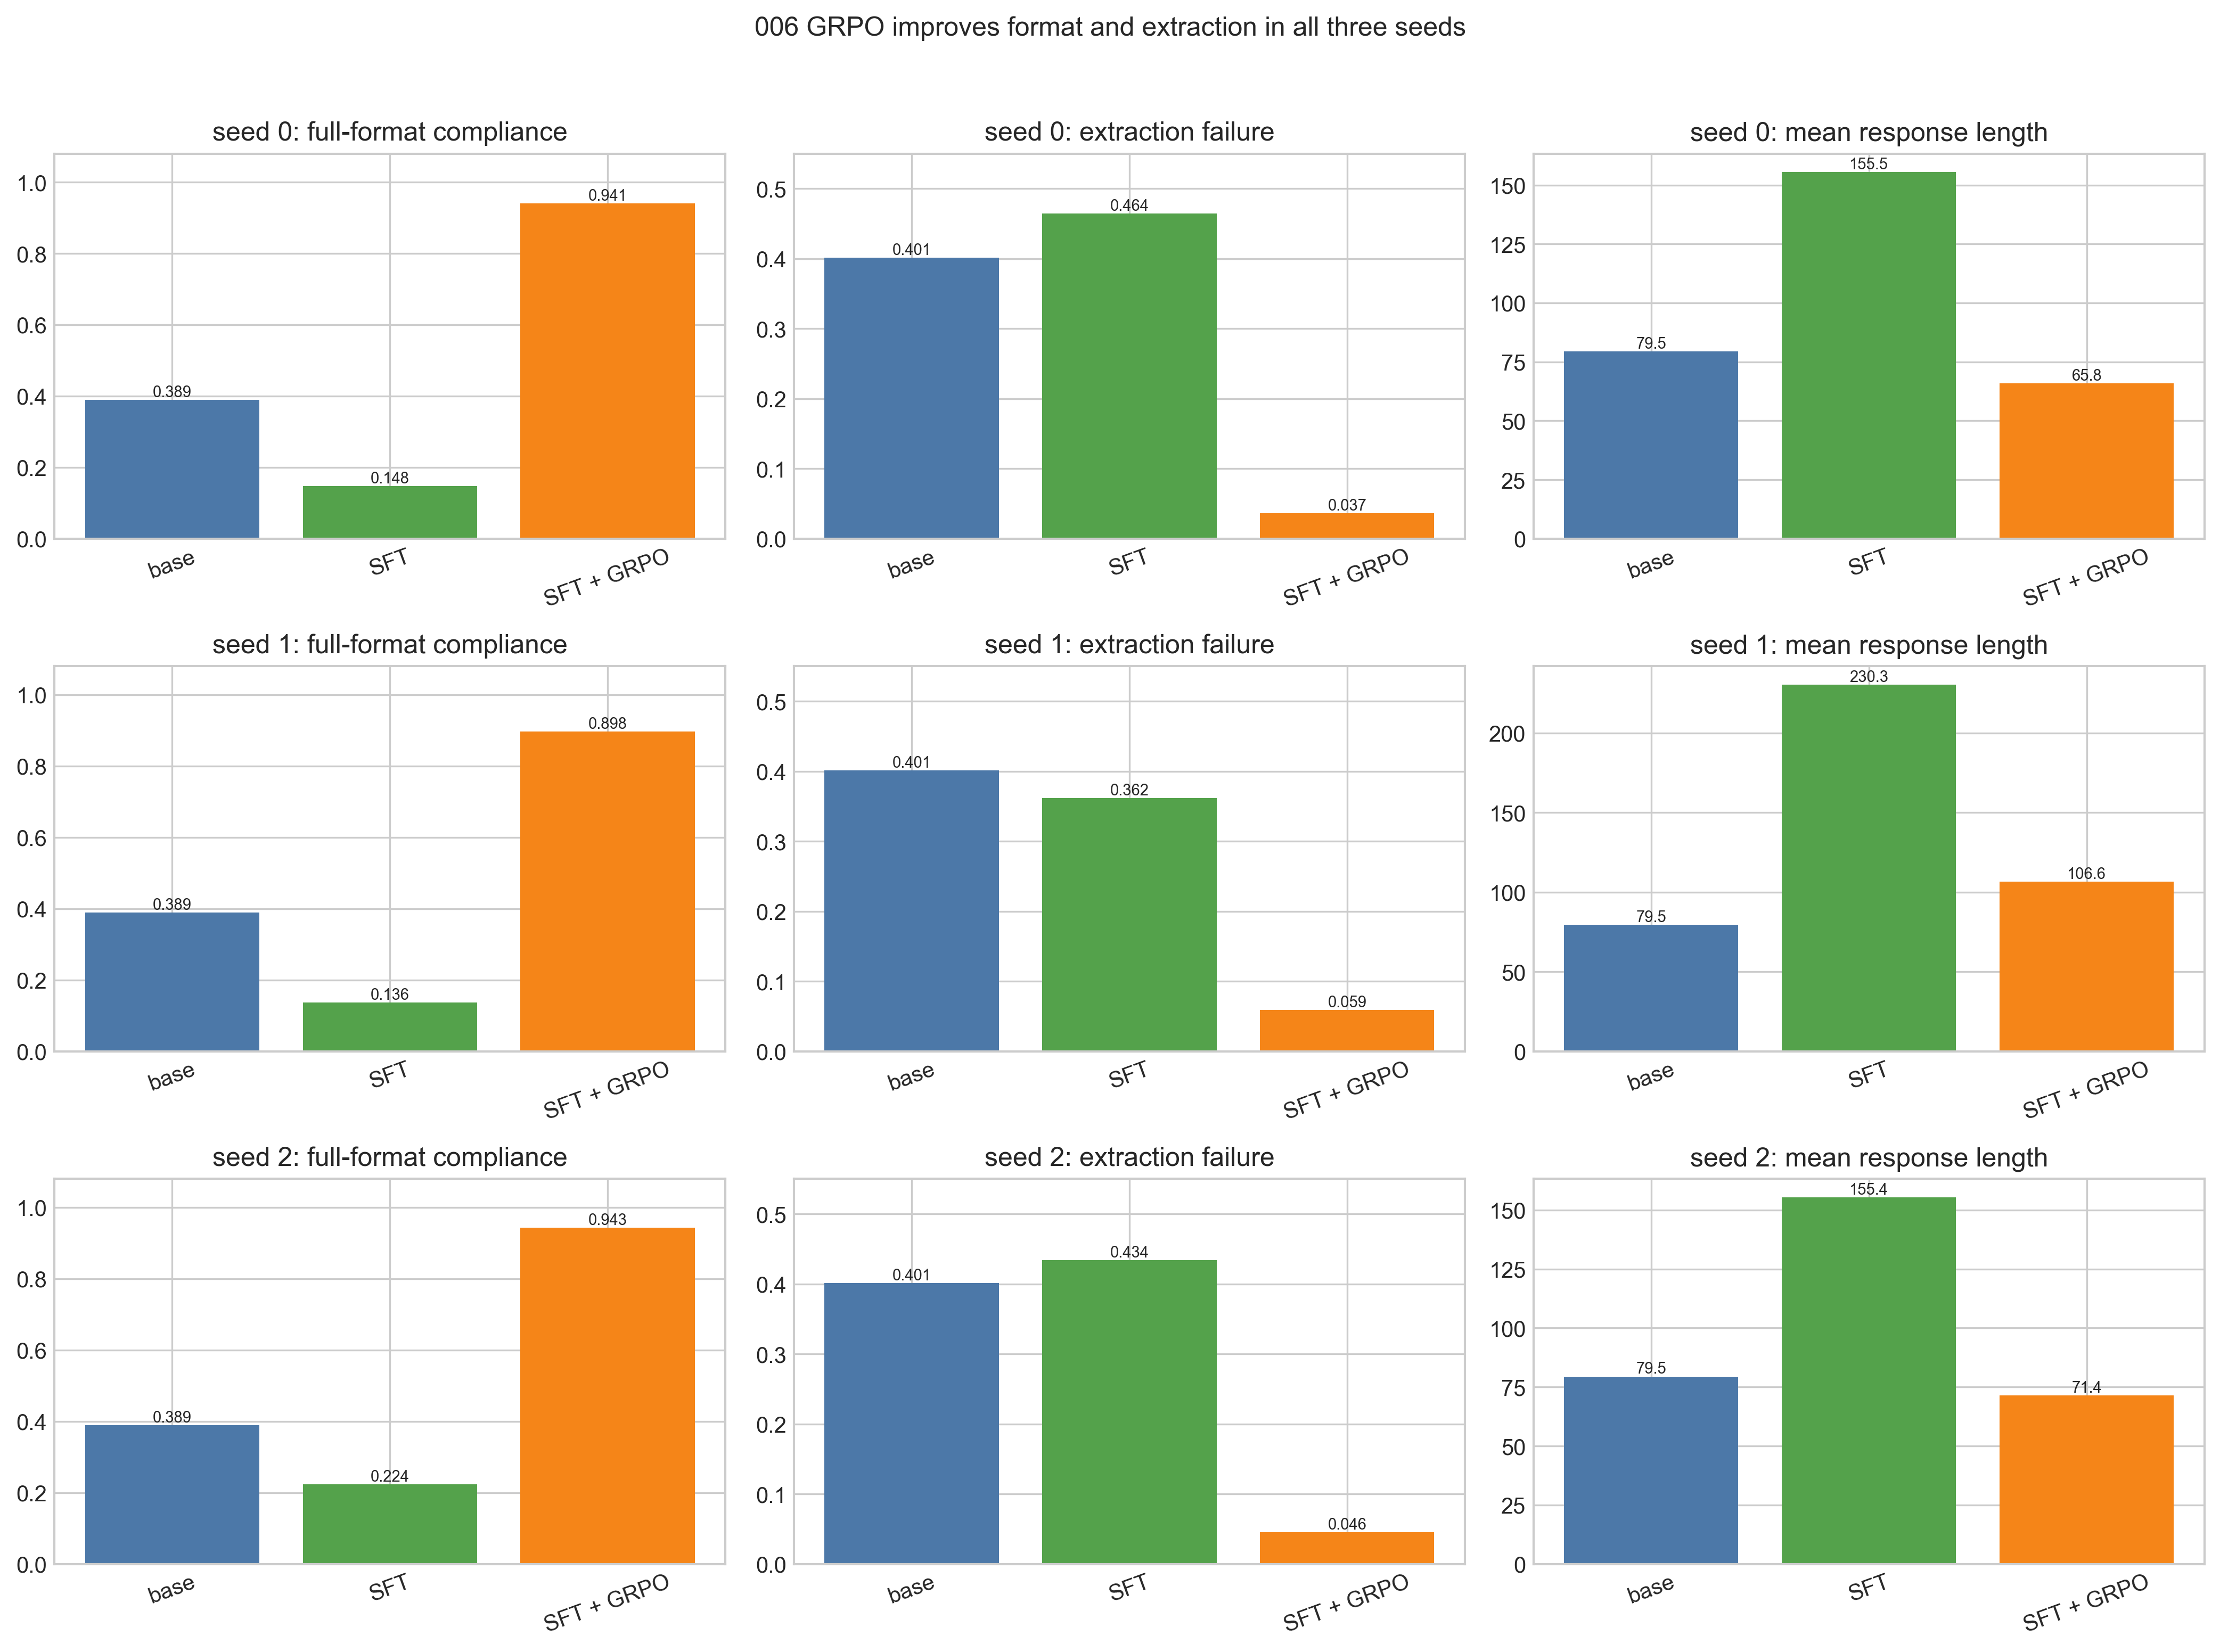 006 GRPO improves format and extraction in all three seeds
seed 0: full-format compliance
1.0
0.8
0.6
0.4
0.2
0.0
0.389
0.148
0.941
base
SFT
SFT + GRPO
seed 0: extraction failure
0.5
0.4
0.3
0.2
0.1
0.0
0.401
0.464
0.037
base
SFT
SFT + GRPO
seed 0: mean response length
150
125
100
75
50
25
0
79.5
155.5
65.8
base
SFT
SFT + GRPO
seed 1: full-format compliance
1.0
0.8
0.6
0.4
0.2
0.0
0.389
0.136
0.898
base
SFT
SFT + GRPO
seed 1: extraction failure
0.5
0.4
0.3
0.2
0.1
0.0
0.401
0.362
0.059
base
SFT
SFT + GRPO
seed 1: mean response length
200
150
100
50
0
79.5
230.3
106.6
base
SFT
SFT + GRPO
seed 2: full-format compliance
1.0
0.8
0.6
0.4
0.2
0.0
0.389
0.224
0.943
base
SFT
SFT + GRPO
seed 2: extraction failure
0.5
0.4
0.3
0.2
0.1
0.0
0.401
0.434
0.046
base
SFT
SFT + GRPO
seed 2: mean response length
150
125
100
75
50
25
0
79.5
155.4
71.4
base
SFT
SFT + GRPO